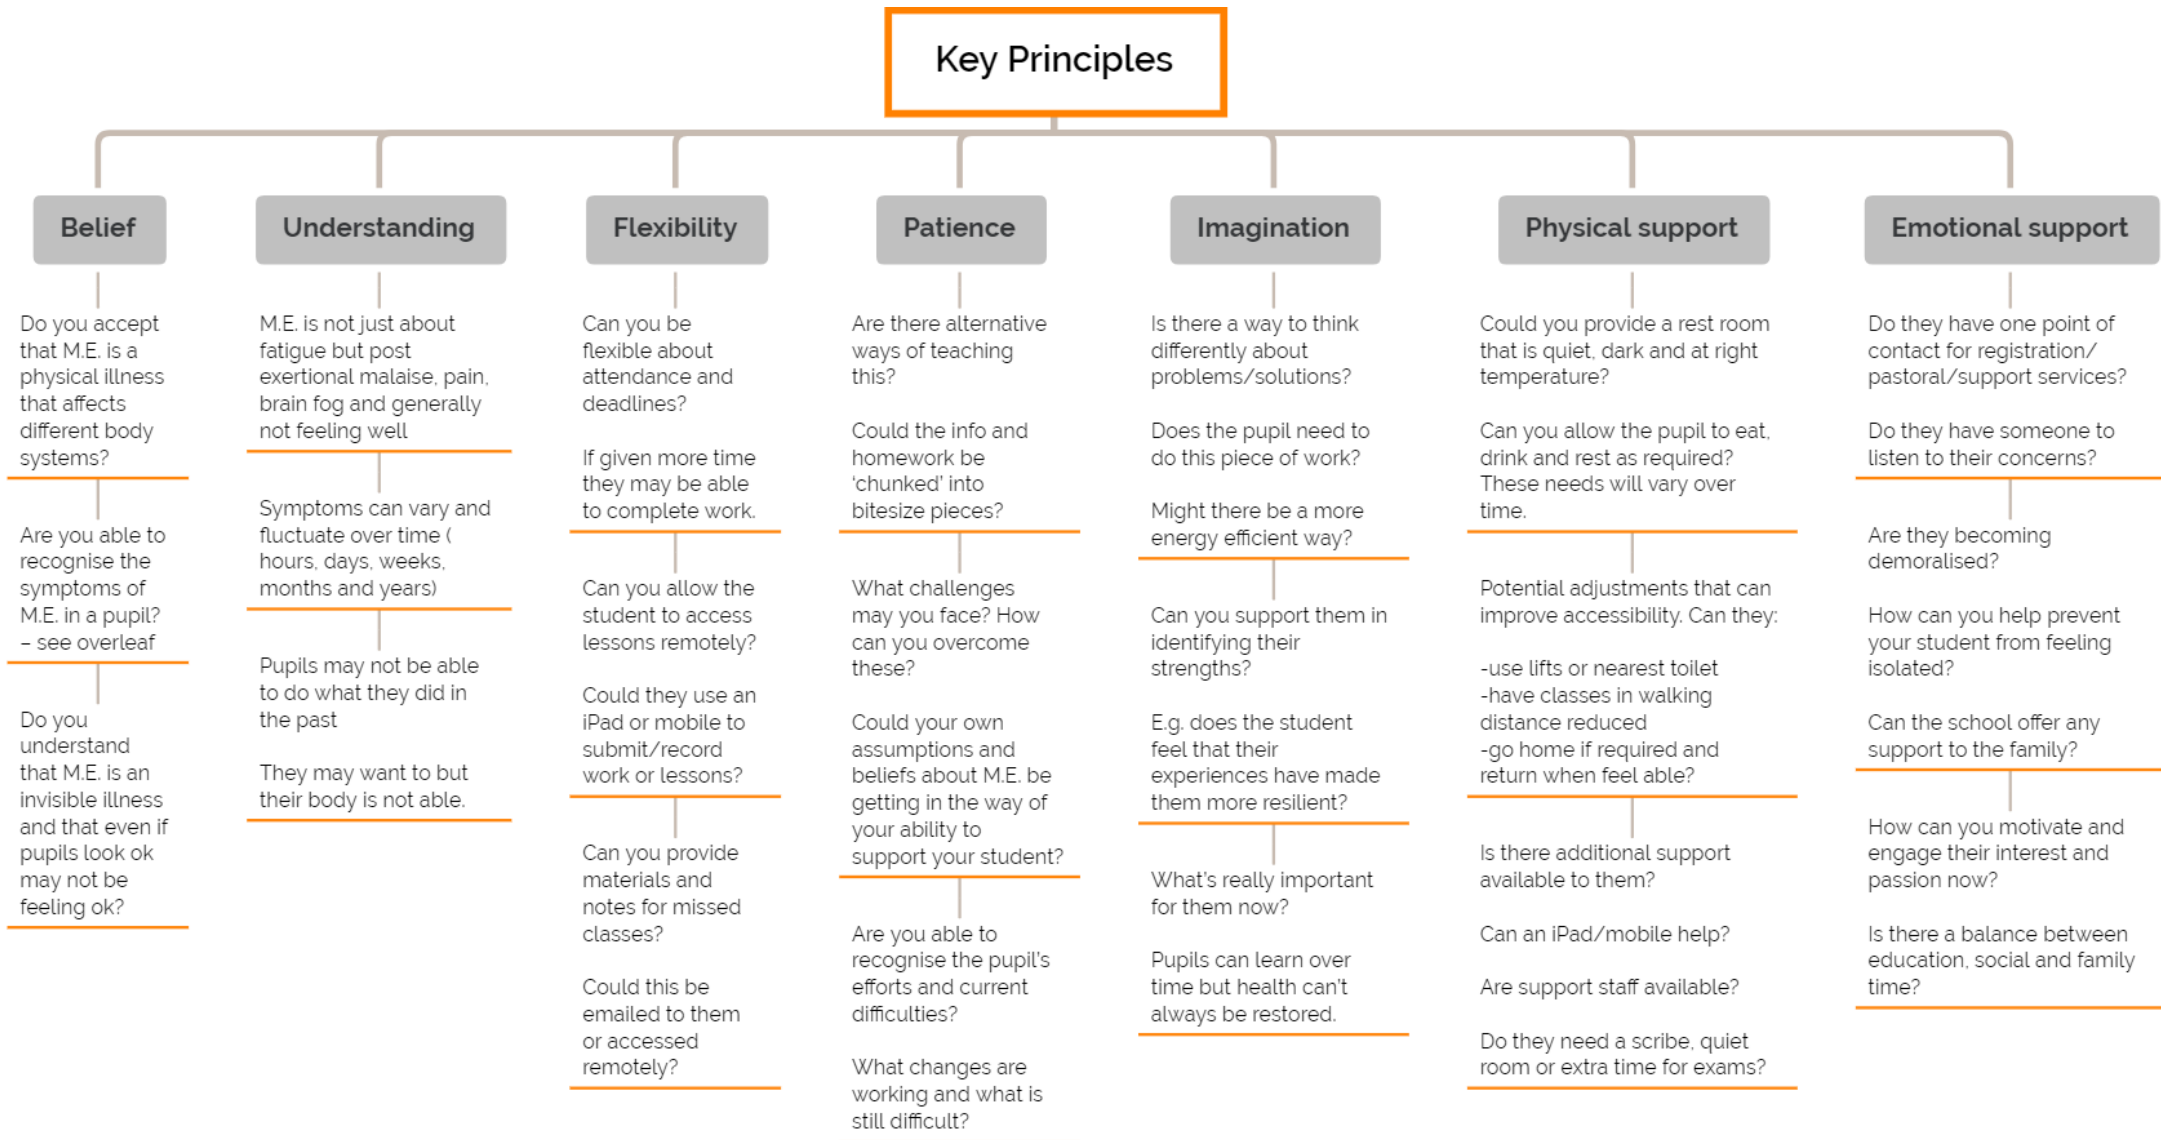 Key Principles
Belief
Do you accept
that M.E. is a
physical illness
that affects
different body
systems?
Are you able to
recognise the
symptoms of
M.E. in a pupil?
– see overleaf
Do you
understand
that M.E. is an
invisible illness
and that even if
pupils look ok
may not be
feeling ok?
Understanding
M.E. is not just about
fatigue but post
exertional malaise, pain,
brain fog and generally
not feeling well
Symptoms can vary and
fluctuate over time (
hours, days, weeks,
months and years)
Pupils may not be able
to do what they did in
the past
They may want to but
their body is not able.
Flexibility
Can you be
flexible about
attendance and
deadlines?
If given more time
they may be able
to complete work.
Can you allow the
student to access
lessons remotely?
Could they use an
iPad or mobile to
submit/record
work or lessons?
Can you provide
materials and
notes for missed
classes?
Could this be
emailed to them
or accessed
remotely?
Patience
Are there alternative
ways of teaching
this?
Could the info and
homework be
‘chunked’ into
bitesize pieces?
What challenges
may you face? How
can you overcome
these?
Could your own
assumptions and
beliefs about M.E. be
getting in the way of
your ability to
support your student?
Are you able to
recognise the pupil’s
efforts and current
difficulties?
What changes are
working and what is
still difficult?
Imagination
Is there a way to think
differently about
problems/solutions?
Does the pupil need to
do this piece of work?
Might there be a more
energy efficient way?
Can you support them in
identifying their
strengths?
E.g. does the student
feel that their
experiences have made
them more resilient?
What’s really important
for them now?
Pupils can learn over
time but health can’t
always be restored.
Physical support
Could you provide a rest room
that is quiet, dark and at right
temperature?
Can you allow the pupil to eat,
drink and rest as required?
These needs will vary over
time.
Potential adjustments that can
improve accessibility. Can they:
-use lifts or nearest toilet
-have classes in walking
distance reduced
-go home if required and
return when feel able?
Is there additional support
available to them?
Can an iPad/mobile help?
Are support staff available?
Do they need a scribe, quiet
room or extra time for exams?
Emotional support
Do they have one point of
contact for registration/
pastoral/support services?
Do they have someone to
listen to their concerns?
Are they becoming
demoralised?
How can you help prevent
your student from feeling
isolated?
Can the school offer any
support to the family?
How can you motivate and
engage their interest and
passion now?
Is there a balance between
education, social and family
time?